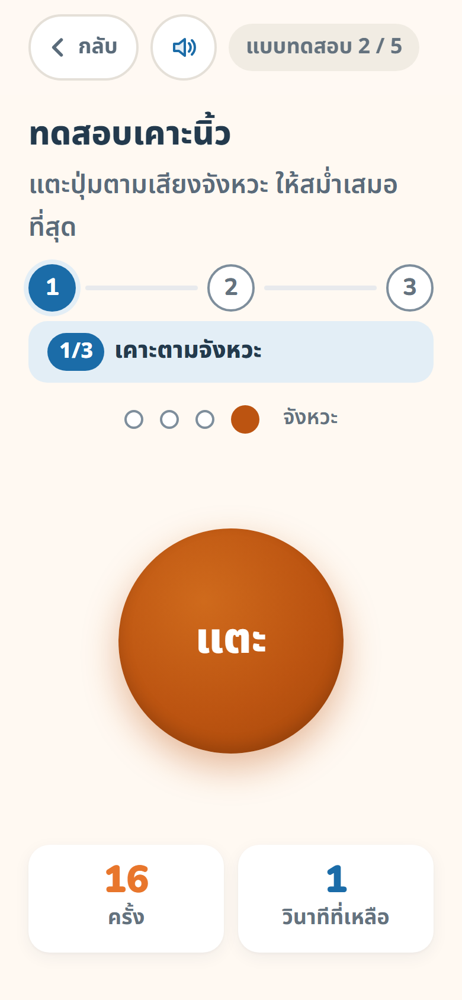 กลับ
แบบทดสอบ 2 / 5
ทดสอบเคาะนิ้ว
แตะปุ่มตามเสียงจังหวะ ให้สม่ำเสมอ
ที่สุด
1
2
3
1/3 เคาะตามจังหวะ
จังหวะ
แตะ
16
ครั้ง
1
วินาทีที่เหลือ